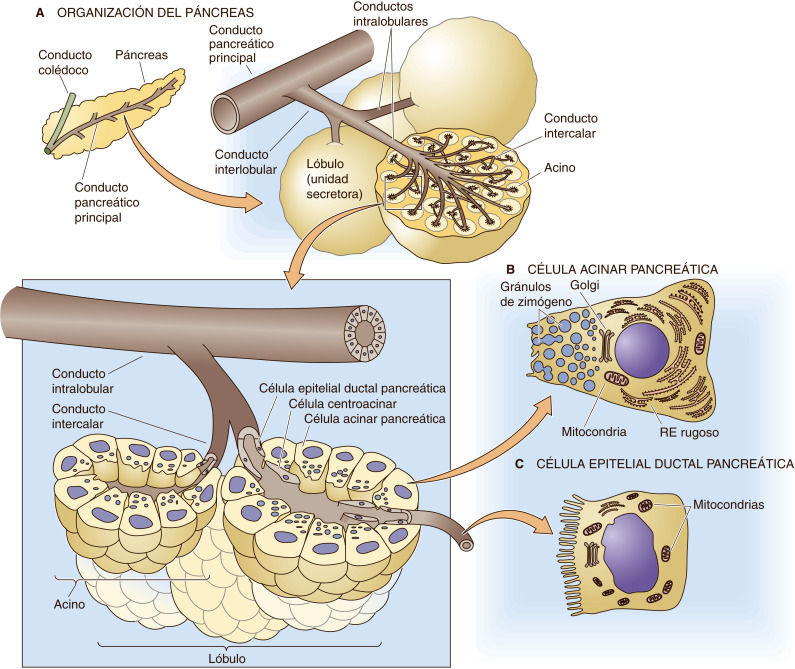 A ORGANIZACIÓN DEL PÁNCREAS
Conducto
colédoco
Páncreas
Conducto
pancreático
principal
Conducto
pancreático
principal
Conductos
intralobulares
Conducto
interlobular
Lóbulo
(unidad
secretora)
Conducto
intercalar
Acino
Conducto
intralobular
Conducto
intercalar
Célula epitelial ductal pancreática
Célula centroacinar
Célula acinar pancreática
Acino
Lóbulo
B CÉLULA ACINAR PANCREÁTICA
Gránulos
de zimógeno
Golgi
Mitocondria
RE rugoso
C CÉLULA EPITELIAL DUCTAL PANCREÁTICA
Mitocondrias